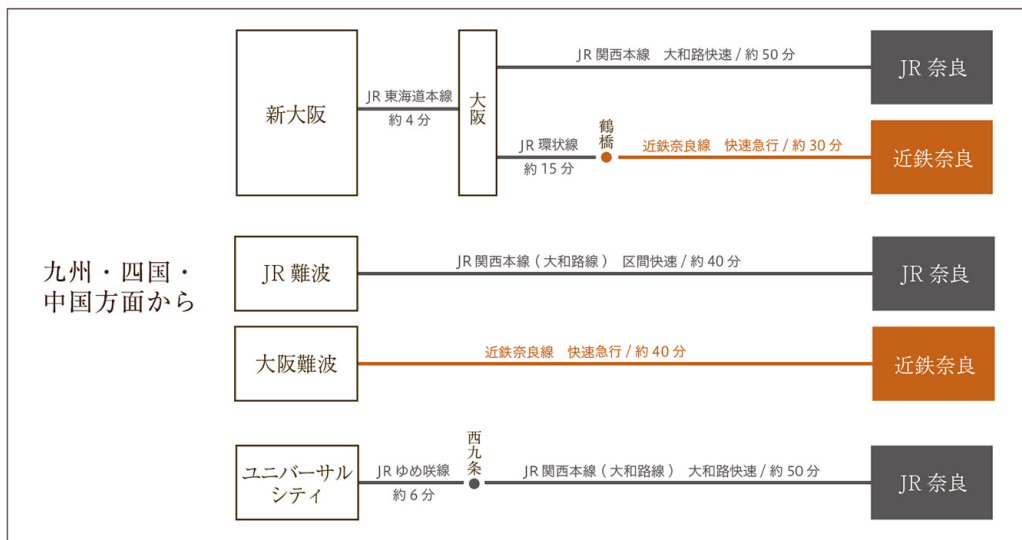 九州・四国・
中国方面から
新大阪
JR 東海道本線
約 4 分
大阪
JR 関西本線 大和路快速 / 約 50 分
JR 奈良
JR 環状線
約 15 分
鶴橋
近鉄奈良線 快速急行 / 約 30 分
近鉄奈良
JR 難波
JR 関西本線 ( 大和路線 ) 区間快速 / 約 40 分
JR 奈良
大阪難波
近鉄奈良線 快速急行 / 約 40 分
近鉄奈良
ユニバーサル
シティ
JR ゆめ咲線
約 6 分
西九条
JR 関西本線 ( 大和路線 ) 大和路快速 / 約 50 分
JR 奈良